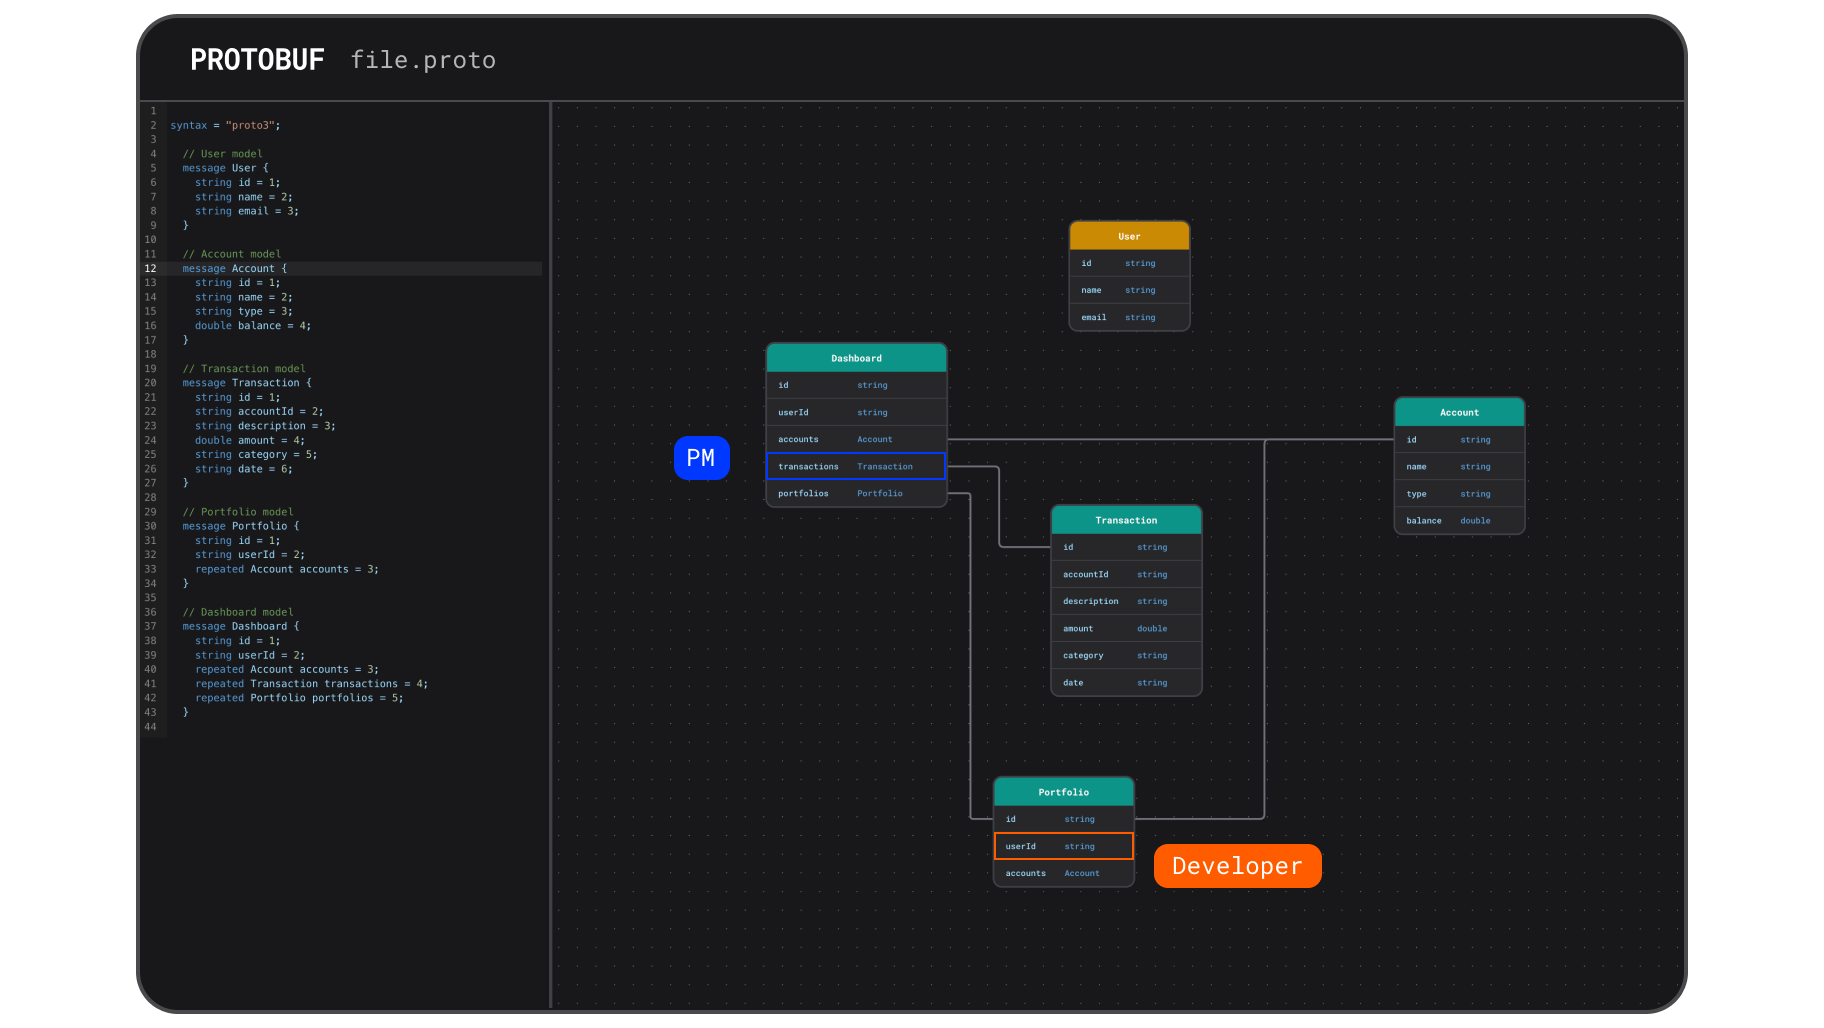 PROTOBUF file.proto
1
2 syntax = "proto3";
3
4 // User model
5 message User {
6 string id = 1;
7 string name = 2;
8 string email = 3;
9 }
10
11 // Account model
12 message Account {
13 string id = 1;
14 string name = 2;
15 string type = 3;
16 double balance = 4;
17 }
18
19 // Transaction model
20 message Transaction {
21 string id = 1;
22 string accountId = 2;
23 string description = 3;
24 double amount = 4;
25 string category = 5;
26 string date = 6;
27 }
28
29 // Portfolio model
30 message Portfolio {
31 string id = 1;
32 string userId = 2;
33 repeated Account accounts = 3;
34 }
35
36 // Dashboard model
37 message Dashboard {
38 string id = 1;
39 string userId = 2;
40 repeated Account accounts = 3;
41 repeated Transaction transactions = 4;
42 repeated Portfolio portfolios = 5;
43 }
44
User
id string
name string
email string
Dashboard
id string
userId string
accounts Account
transactions Transaction
portfolios Portfolio
PM
Account
id string
name string
type string
balance double
Transaction
id string
accountId string
description string
amount double
category string
date string
Portfolio
id string
userId string
accounts Account
Developer